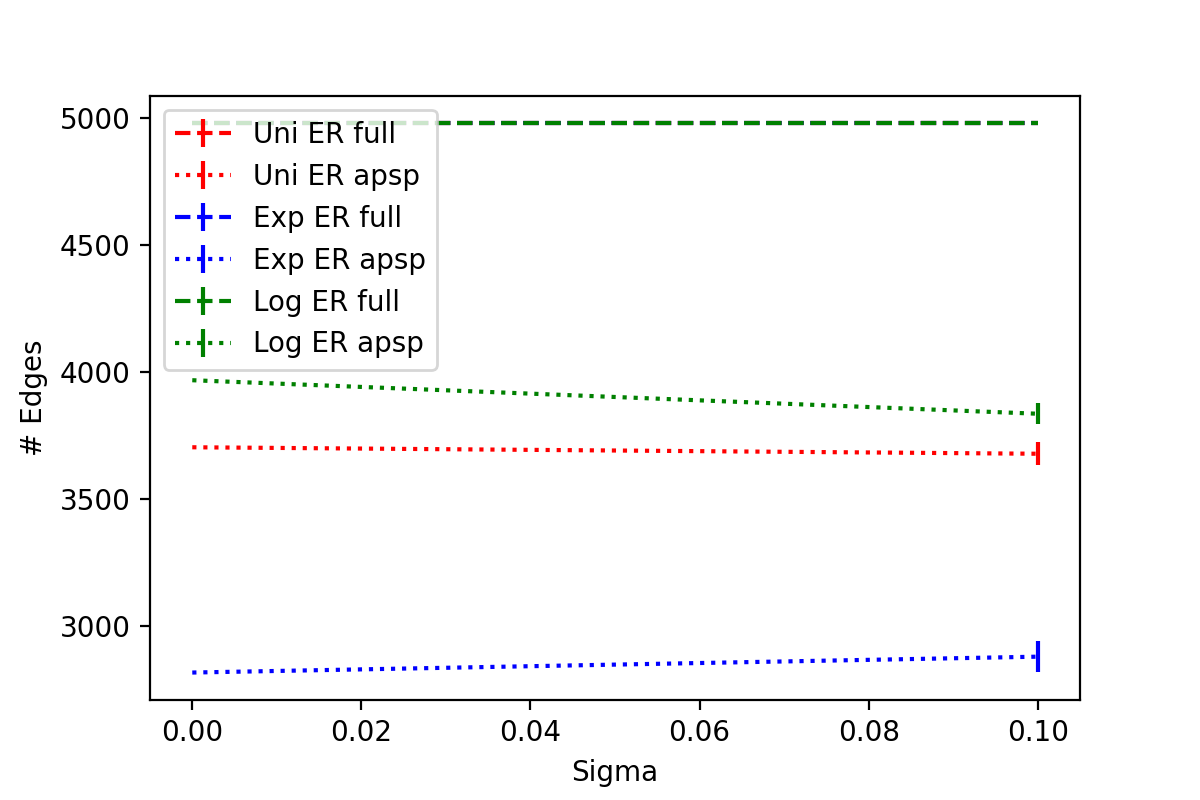 5000
4500
4000
3500
3000
# Edges
Uni ER full
Uni ER apsp
Exp ER full
Exp ER apsp
Log ER full
Log ER apsp
0.00 0.02 0.04 0.06 0.08 0.10
Sigma